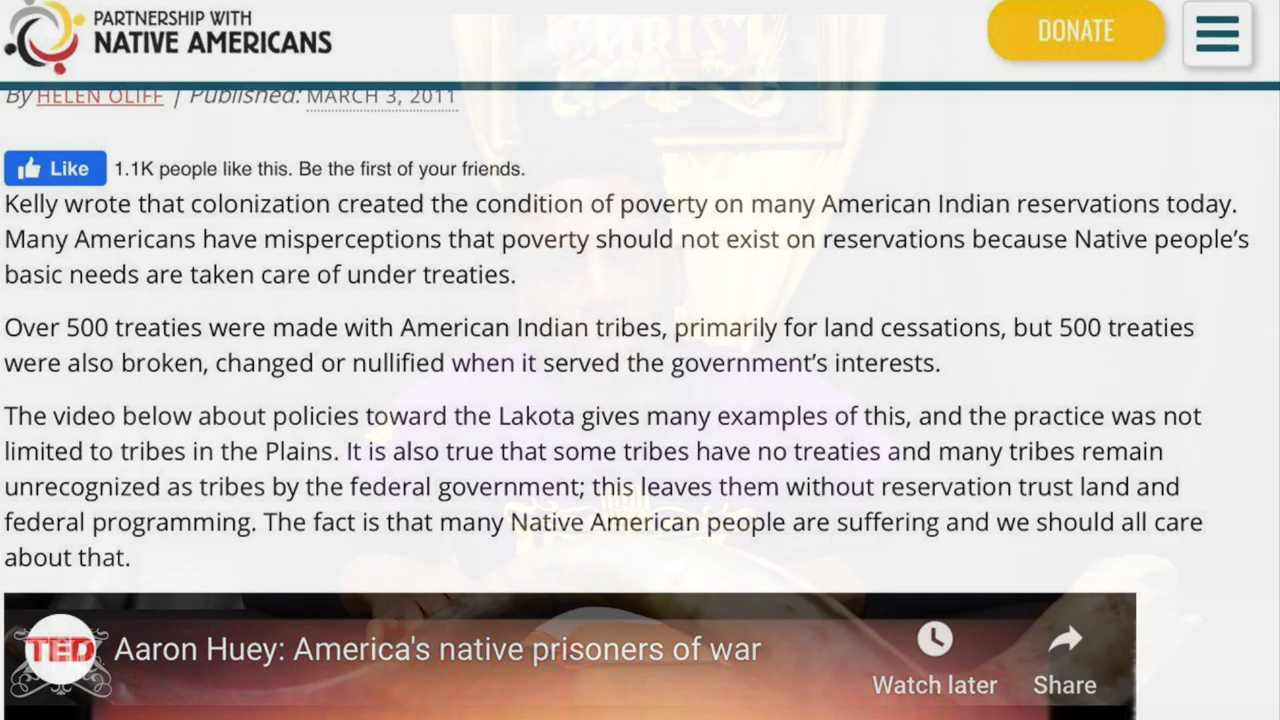 PARTNERSHIP WITH
NATIVE AMERICANS
DONATE
CHRIST
By HELEN OLIFF / Published: MARCH 3, 2011
Like 1.1K people like this. Be the first of your friends.
Kelly wrote that colonization created the condition of poverty on many American Indian reservations today.
Many Americans have misperceptions that poverty should not exist on reservations because Native people’s
basic needs are taken care of under treaties.
Over 500 treaties were made with American Indian tribes, primarily for land cessations, but 500 treaties
were also broken, changed or nullified when it served the government’s interests.
The video below about policies toward the Lakota gives many examples of this, and the practice was not
limited to tribes in the Plains. It is also true that some tribes have no treaties and many tribes remain
unrecognized as tribes by the federal government; this leaves them without reservation trust land and
federal programming. The fact is that many Native American people are suffering and we should all care
about that.
TED Aaron Huey: America's native prisoners of war
Watch later Share